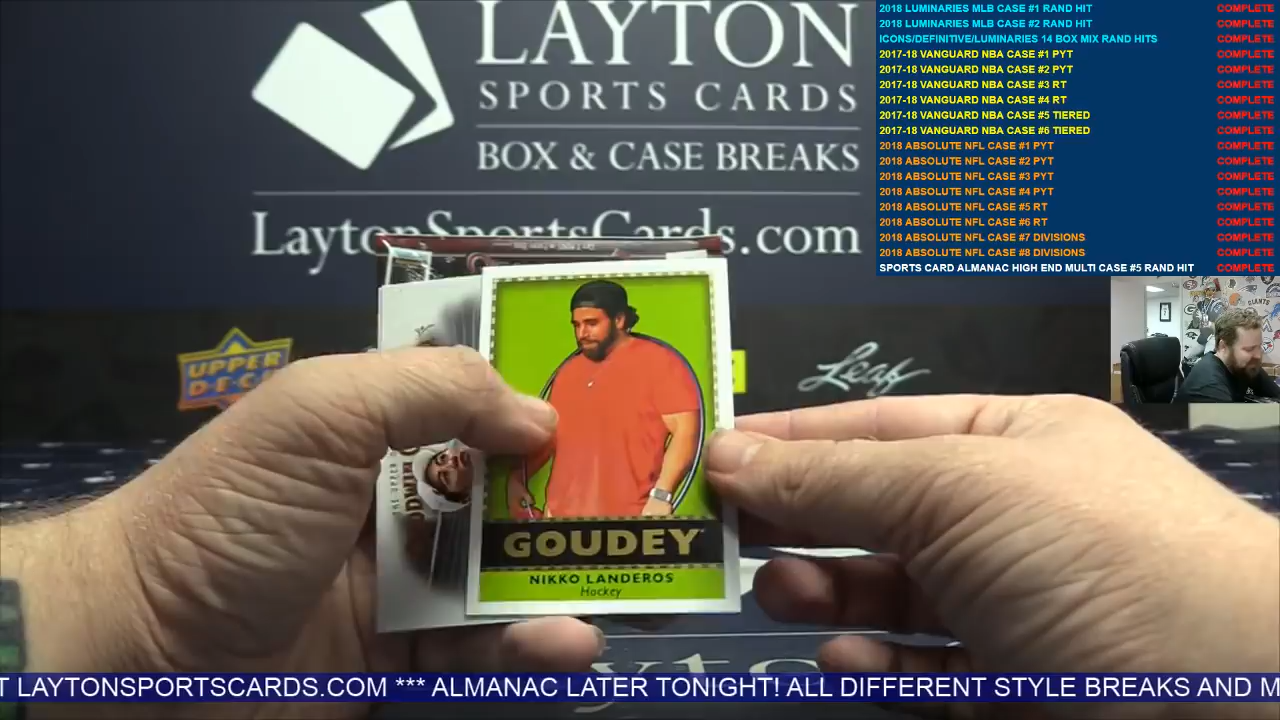 LAYTON
SPORTS CARDS
BOX & CASE BREAKS
LaytonSportsCards.com
2018 LUMINARIES MLB CASE #1 RAND HIT COMPLETE
2018 LUMINARIES MLB CASE #2 RAND HIT COMPLETE
ICONS/DEFINITIVE/LUMINARIES 14 BOX MIX RAND HITS COMPLETE
2017-18 VANGUARD NBA CASE #1 PYT COMPLETE
2017-18 VANGUARD NBA CASE #2 PYT COMPLETE
2017-18 VANGUARD NBA CASE #3 RT COMPLETE
2017-18 VANGUARD NBA CASE #4 RT COMPLETE
2017-18 VANGUARD NBA CASE #5 TIERED COMPLETE
2017-18 VANGUARD NBA CASE #6 TIERED COMPLETE
2018 ABSOLUTE NFL CASE #1 PYT COMPLETE
2018 ABSOLUTE NFL CASE #2 PYT COMPLETE
2018 ABSOLUTE NFL CASE #3 PYT COMPLETE
2018 ABSOLUTE NFL CASE #4 PYT COMPLETE
2018 ABSOLUTE NFL CASE #5 RT COMPLETE
2018 ABSOLUTE NFL CASE #6 RT COMPLETE
2018 ABSOLUTE NFL CASE #7 DIVISIONS COMPLETE
2018 ABSOLUTE NFL CASE #8 DIVISIONS COMPLETE
SPORTS CARD ALMANAC HIGH END MULTI CASE #5 RAND HIT COMPLETE
GIANTS
UPPER
DEC
Leaf
GOUDEY
NIKKO LANDEROS
Hockey
T LAYTONSPORTSCARDS.COM *** ALMANAC LATER TONIGHT! ALL DIFFERENT STYLE BREAKS AND M